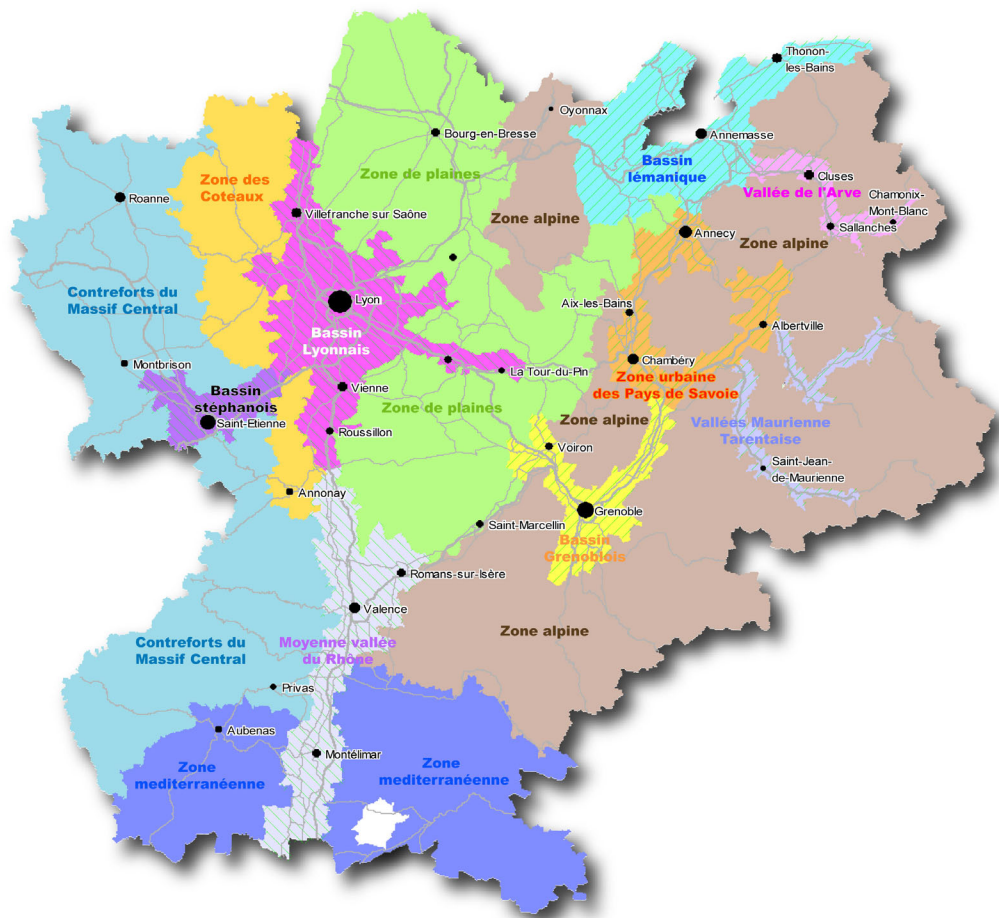 Thonon-
les-Bains
Oyonnax
Bourg-en-Bresse
Annemasse
Bassin
lémanique
Zone des
Coteaux
Zone de plaines
Cluses
Vallée de l'Arve
Roanne
Chamonix-
Mont-Blanc
Villefranche sur Saône
Zone alpine
Sallanches
Annecy
Zone alpine
Contreforts du
Massif Central
Lyon
Aix-les-Bains
Albertville
Bassin
Lyonnais
Montbrison
Chambéry
La Tour-du-Pin
Zone urbaine
des Pays de Savoie
Bassin
stéphanois
Vienne
Saint-Etienne
Zone de plaines
Zone alpine
Vallées Maurienne
Tarentaise
Roussillon
Voiron
Saint-Jean-
de-Maurienne
Annonay
Grenoble
Saint-Marcellin
Bassin
Grenoblois
Romans-sur-Isère
Valence
Zone alpine
Contreforts du
Massif Central
Moyenne vallée
du Rhône
Privas
Aubenas
Montélimar
Zone
mediterranéenne
Zone
mediterranéenne